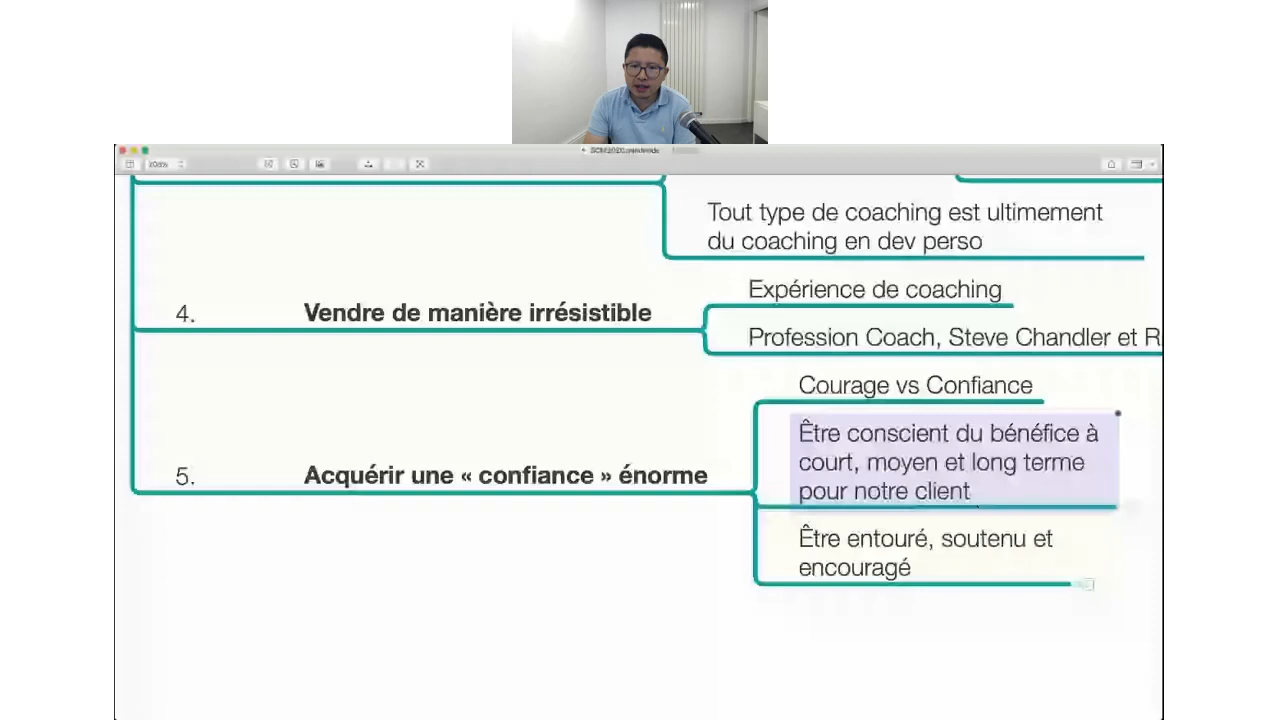 Tout type de coaching est ultimement
du coaching en dev perso
4. Vendre de manière irrésistible
Expérience de coaching
Profession Coach, Steve Chandler et R
5. Acquérir une « confiance » énorme
Courage vs Confiance
Être conscient du bénéfice à
court, moyen et long terme
pour notre client
Être entouré, soutenu et
encouragé